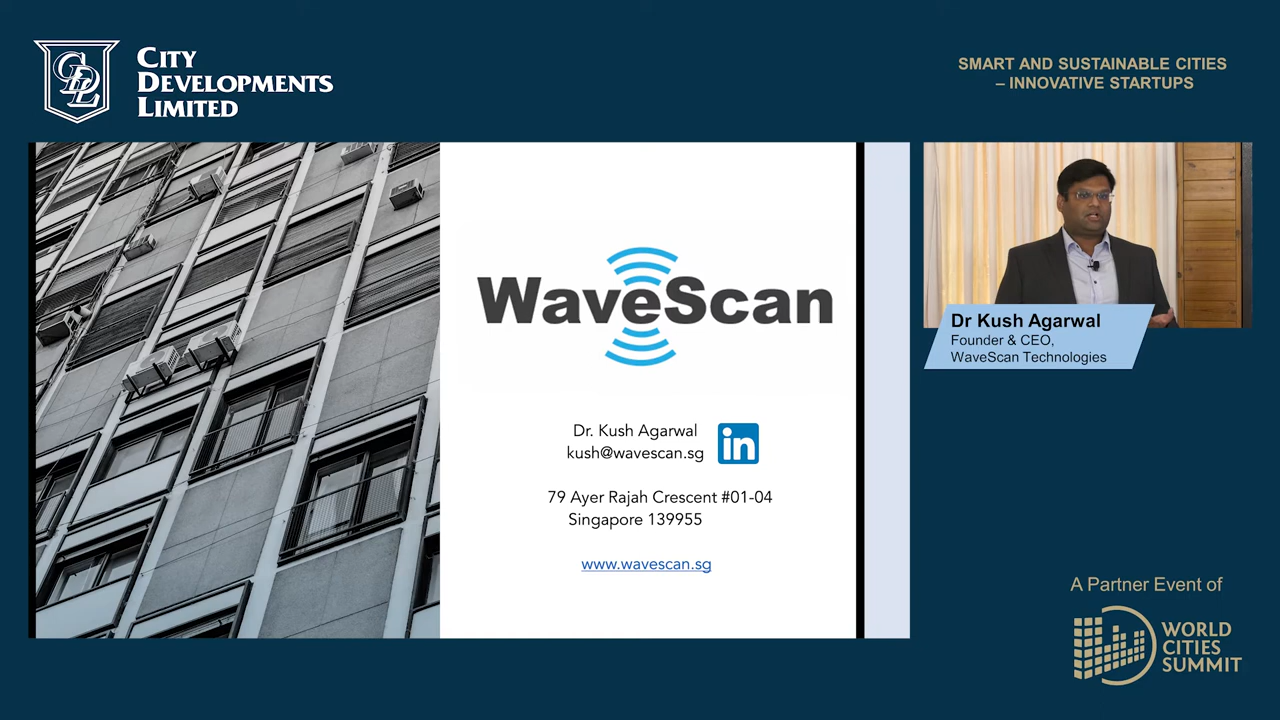 CITY
DEVELOPMENTS
LIMITED
CDL
SMART AND SUSTAINABLE CITIES
– INNOVATIVE STARTUPS
WaveScan
Dr. Kush Agarwal
kush@wavescan.sg
in
79 Ayer Rajah Crescent #01-04
Singapore 139955
www.wavescan.sg
Dr Kush Agarwal
Founder & CEO,
WaveScan Technologies
A Partner Event of
WORLD
CITIES
SUMMIT